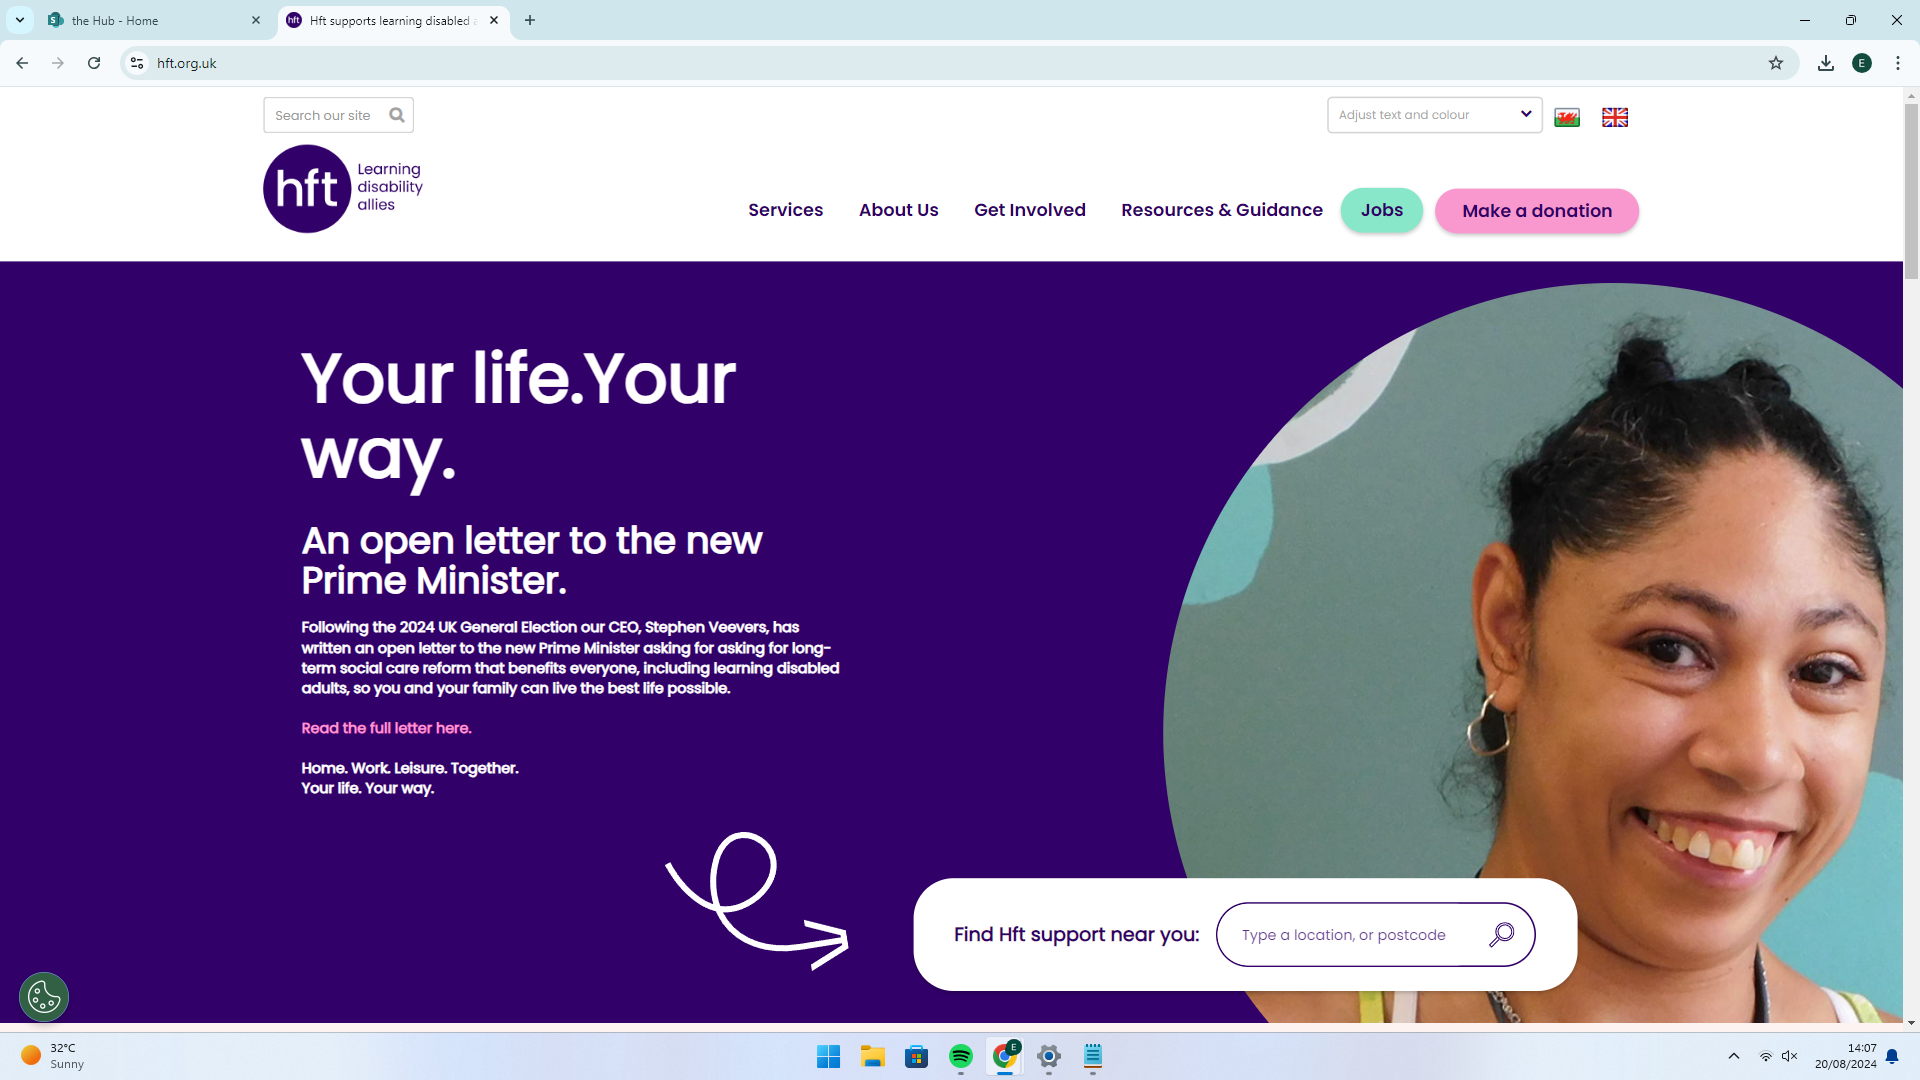 the Hub - Home
hft
Hft supports learning disabled a
hft.org.uk
E
Search our site
Adjust text and colour
hft
Learning
disability
allies
Services
About Us
Get Involved
Resources & Guidance
Jobs
Make a donation
Your life.Your
way.
An open letter to the new
Prime Minister.
Following the 2024 UK General Election our CEO, Stephen Veevers, has
written an open letter to the new Prime Minister asking for asking for long-
term social care reform that benefits everyone, including learning disabled
adults, so you and your family can live the best life possible.
Read the full letter here.
Home. Work. Leisure. Together.
Your life. Your way.
Find Hft support near you:
Type a location, or postcode
32°C
Sunny
E
14:07
20/08/2024